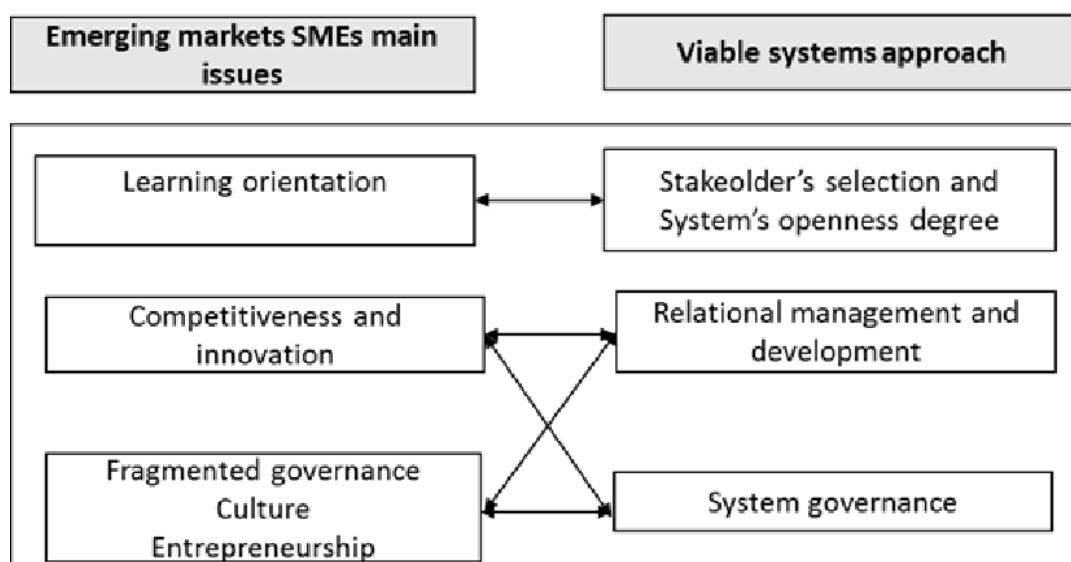 Emerging markets SMEs main
issues
Viable systems approach
Learning orientation
Stakeolder's selection and
System's openness degree
Competitiveness and
innovation
Relational management and
development
Fragmented governance
Culture
Entrepreneurship
System governance